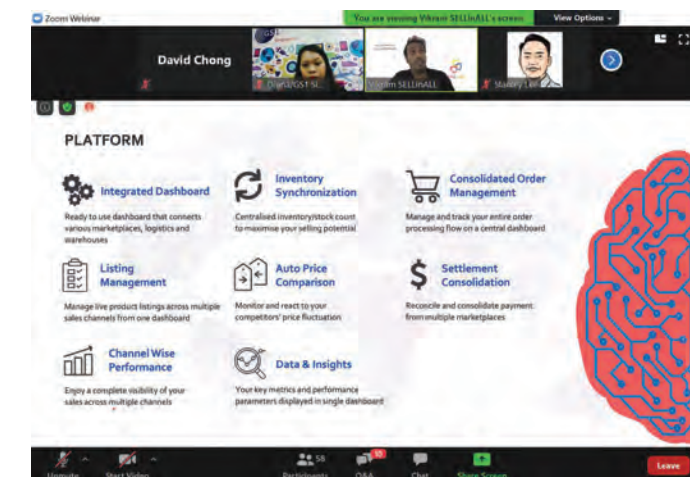 Zoom Webinar
You are viewing Vikram SELLinALL's screen
View Options
David Chong
Vikram SELLinALL
PLATFORM
Integrated Dashboard
Ready to use dashboard that connects
various marketplaces, logistics and
warehouses
Inventory
Synchronization
Centralised inventory/stock count
to maximise your selling potential
Consolidated Order
Management
Manage and track your entire order
processing flow on a central dashboard
Listing
Management
Manage live product listings across multiple
sales channels from one dashboard
Auto Price
Comparison
Monitor and react to your
competitors' price fluctuation
$
Settlement
Consolidation
Reconcile and consolidate payment
from multiple marketplaces
Channel Wise
Performance
Enjoy a complete visibility of your
sales across multiple channels
Data & Insights
Your key metrics and performance
parameters displayed in single dashboard
Unmute
Start Video
58
Participants
10
Q&A
Chat
Share Screen
Leave